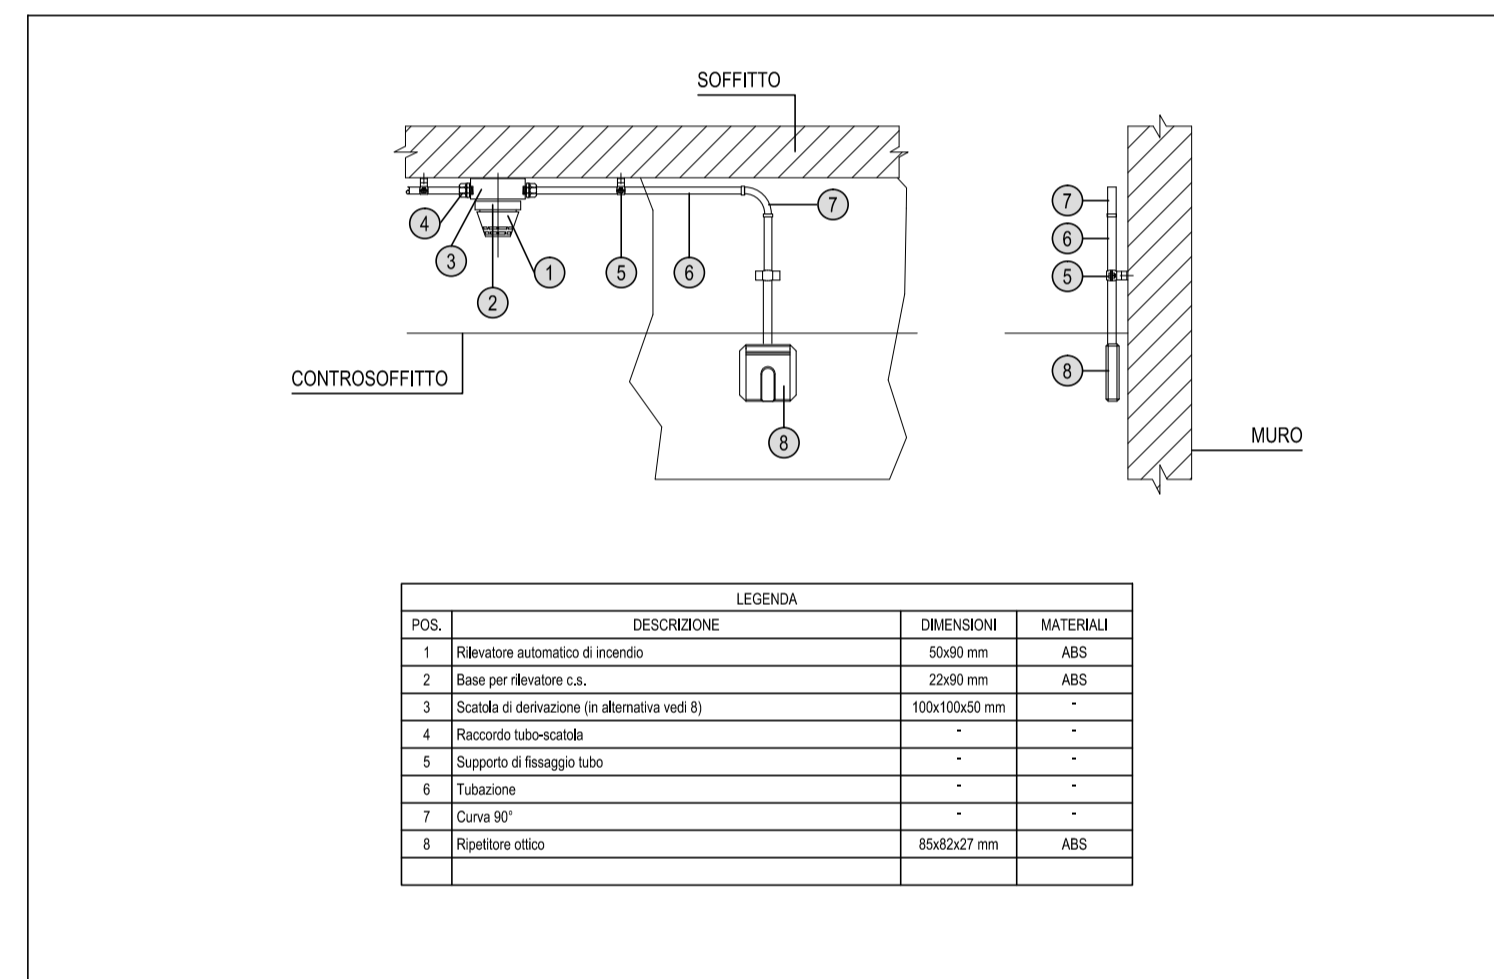 SOFFITTO
7
7
4
6
3
1
5
6
5
2
CONTROSOFFITTO
8
8
MURO
LEGENDA
POS. DESCRIZIONE DIMENSIONI MATERIALI
1 Rilevatore automatico di incendio 50x90 mm ABS
2 Base per rilevatore c.s. 22x90 mm ABS
3 Scatola di derivazione (in alternativa vedi 8) 100x100x50 mm -
4 Raccordo tubo-scatola - -
5 Supporto di fissaggio tubo - -
6 Tubazione - -
7 Curva 90° - -
8 Ripetitore ottico 85x82x27 mm ABS